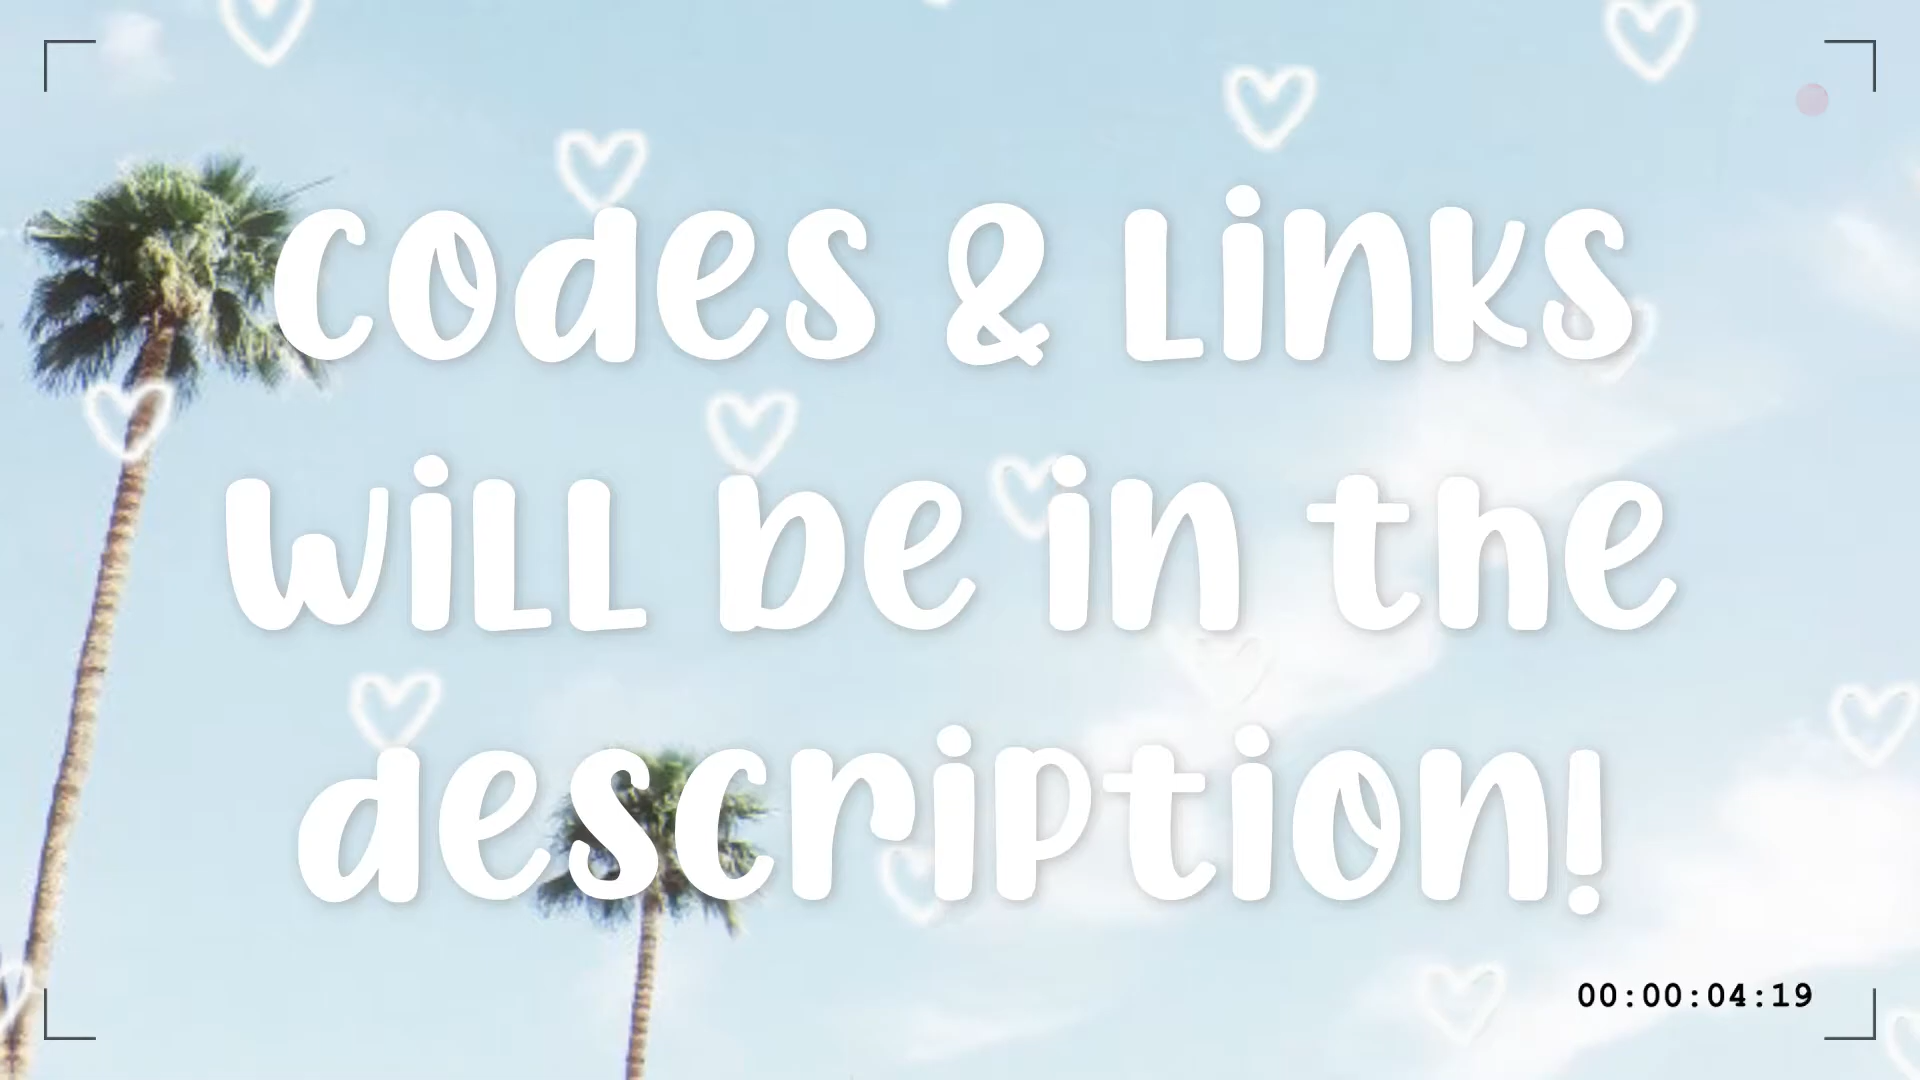 codes & links
will be in the
description!
00:00:04:19